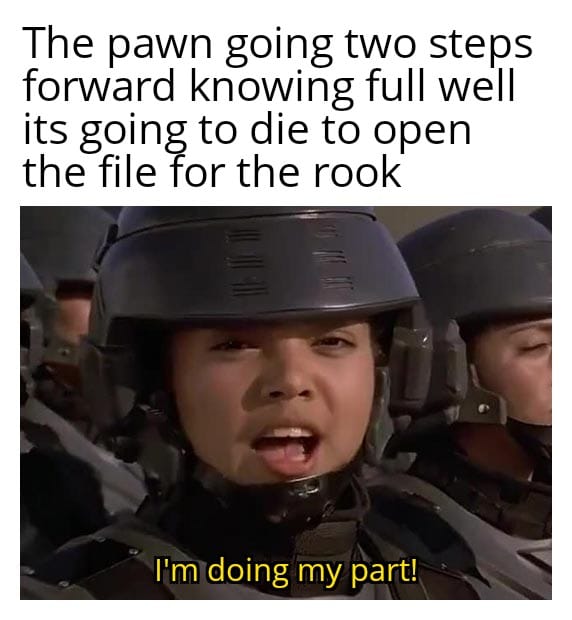 The pawn going two steps
forward knowing full well
its going to die to open
the file for the rook
I'm doing my part!